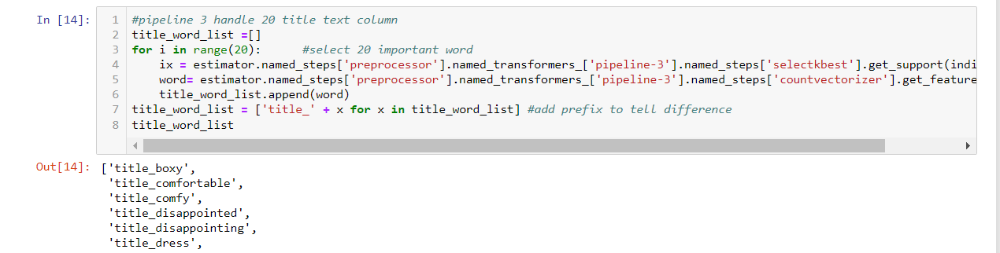 In [14]:
1 #pipeline 3 handle 20 title text column
2 title_word_list =[]
3 for i in range(20):      #select 20 important word
4     ix = estimator.named_steps['preprocessor'].named_transformers_['pipeline-3'].named_steps['selectkbest'].get_support(indi
5     word= estimator.named_steps['preprocessor'].named_transformers_['pipeline-3'].named_steps['countvectorizer'].get_feature
6     title_word_list.append(word)
7 title_word_list = ['title_' + x for x in title_word_list] #add prefix to tell difference
8 title_word_list
Out[14]: ['title_boxy',
 'title_comfortable',
 'title_comfy',
 'title_disappointed',
 'title_disappointing',
 'title_dress',